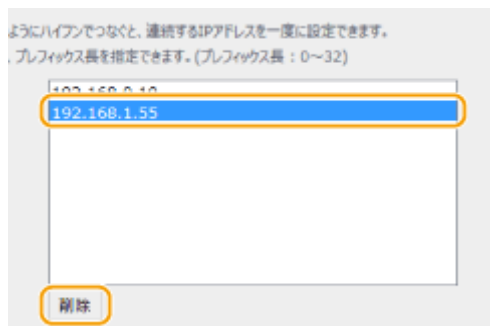 ようにハイフンでつなぐと、連続するIPアドレスを一度に設定できます。
、プレフィックス長を指定できます。(プレフィックス長：0～32)
192.168.1.55
削除